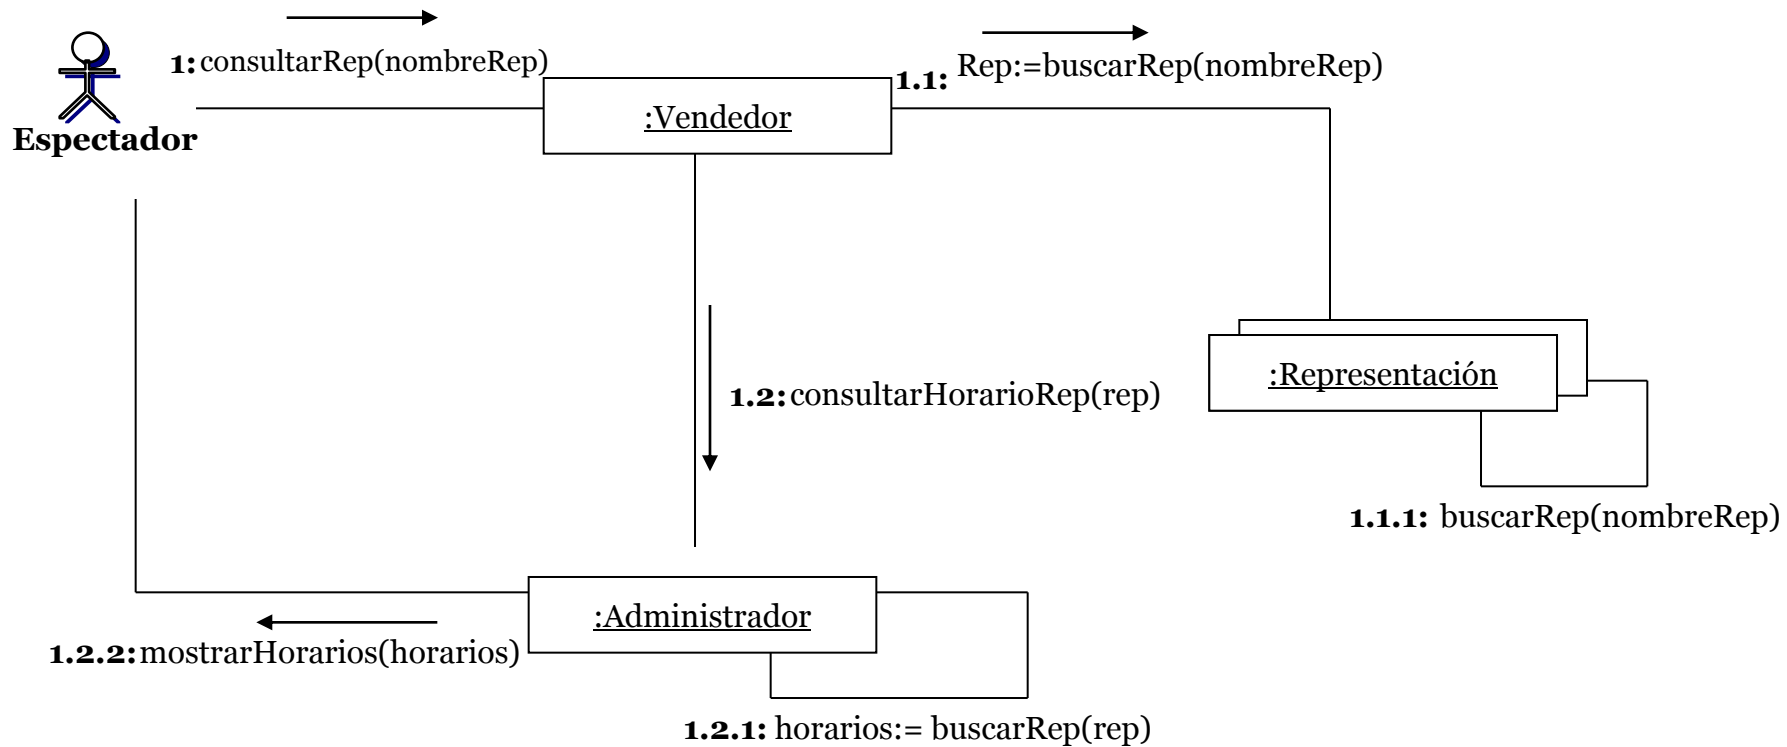 1: consultarRep(nombreRep)
1.1: Rep:=buscarRep(nombreRep)
:Vendedor
Espectador
:Representación
1.2: consultarHorarioRep(rep)
1.1.1: buscarRep(nombreRep)
:Administrador
1.2.2: mostrarHorarios(horarios)
1.2.1: horarios:= buscarRep(rep)